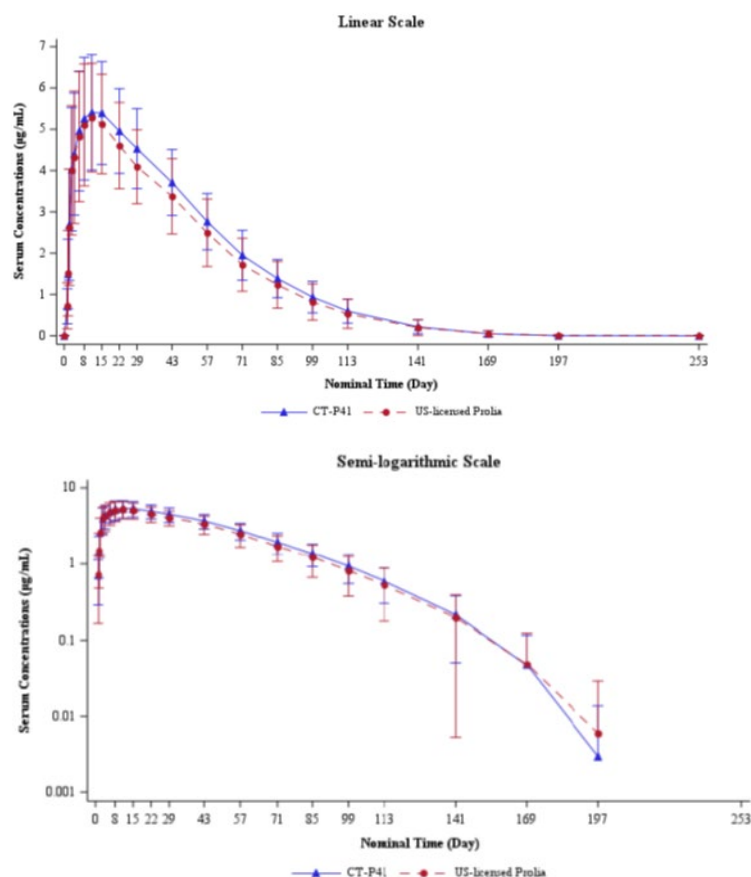 Linear Scale
7
6
5
4
3
2
1
0
Serum Concentrations (µg/mL)
0 8 15 22 29 43 57 71 85 99 113 141 169 197 253
Nominal Time (Day)
CT-P41 US-licensed Prolia
Semi-logarithmic Scale
10
1
0.1
0.01
0.001
Serum Concentrations (µg/mL)
0 8 15 22 29 43 57 71 85 99 113 141 169 197 253
Nominal Time (Day)
CT-P41 US-licensed Prolia